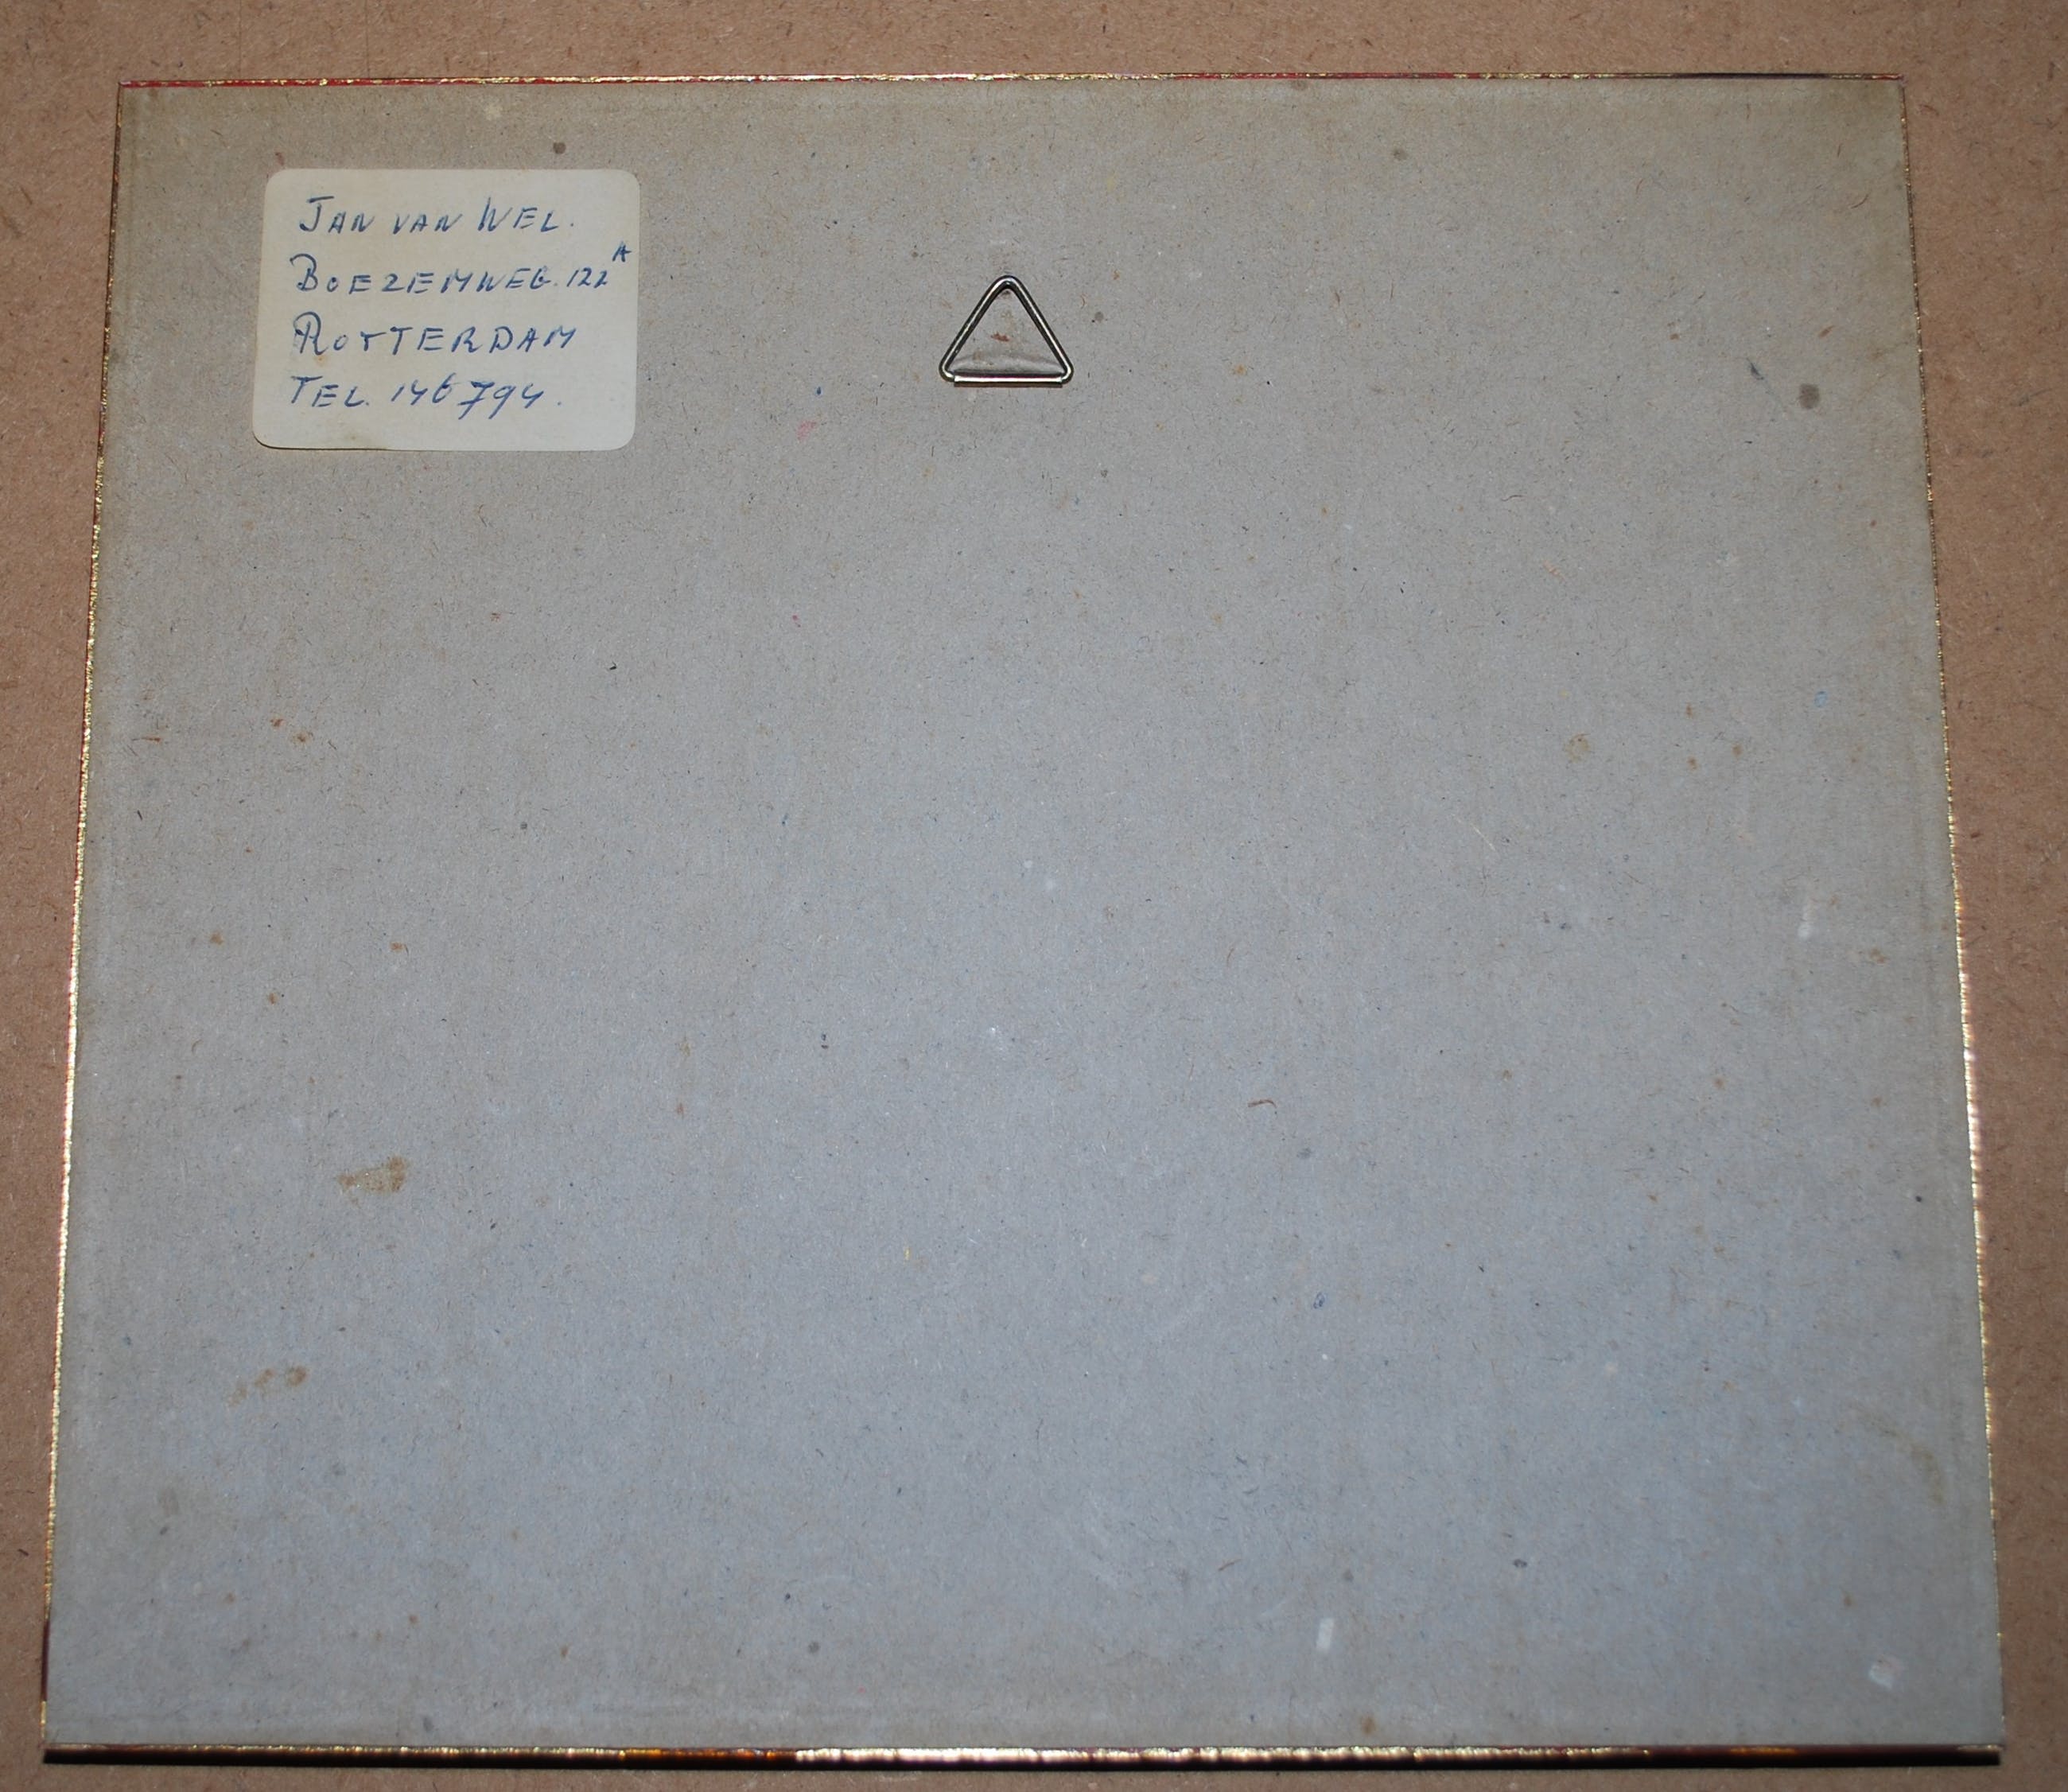 JAN VAN WEL.
BOEZEMWEG. 122A
ROTTERDAM
TEL. 146794.